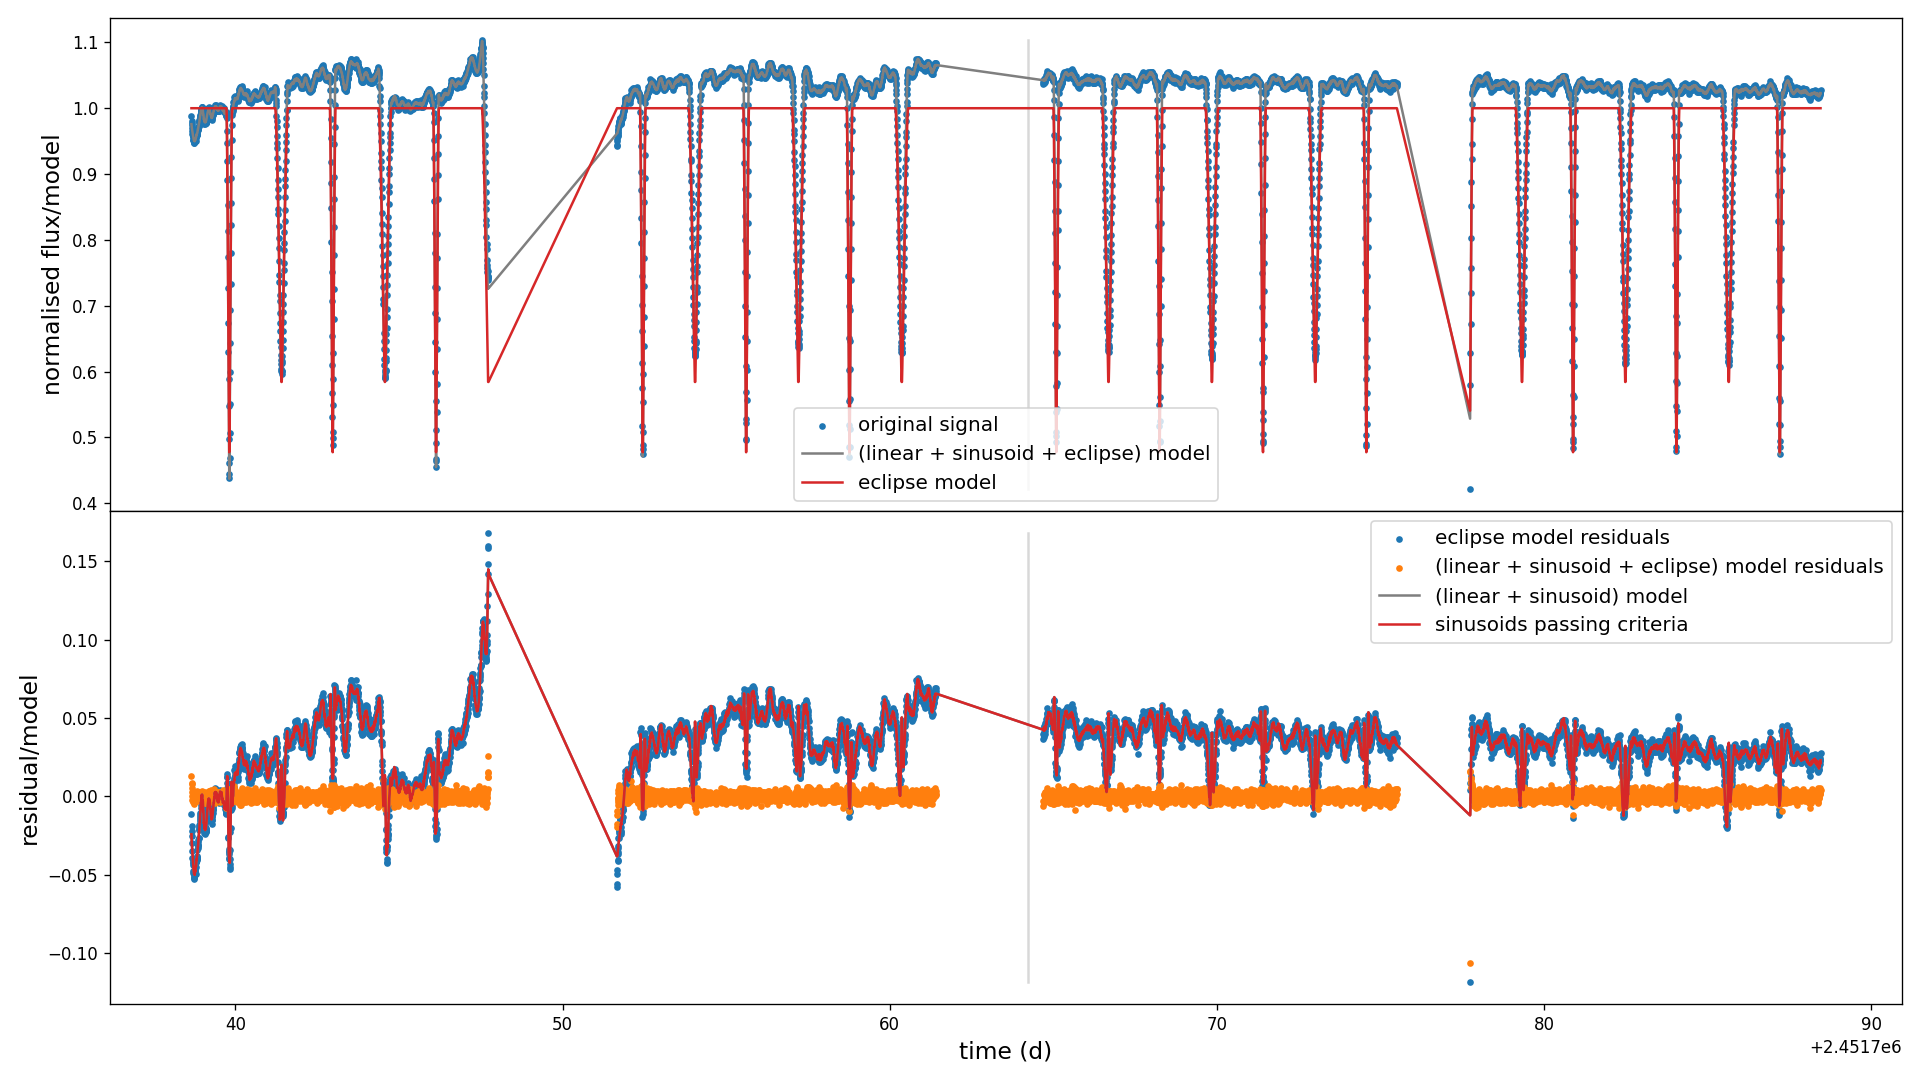 normalised flux/model
1.1
1.0
0.9
0.8
0.7
0.6
0.5
0.4
original signal
(linear + sinusoid + eclipse) model
eclipse model
residual/model
0.15
0.10
0.05
0.00
−0.05
−0.10
eclipse model residuals
(linear + sinusoid + eclipse) model residuals
(linear + sinusoid) model
sinusoids passing criteria
40
50
60
70
80
90
time (d)
+2.4517e6